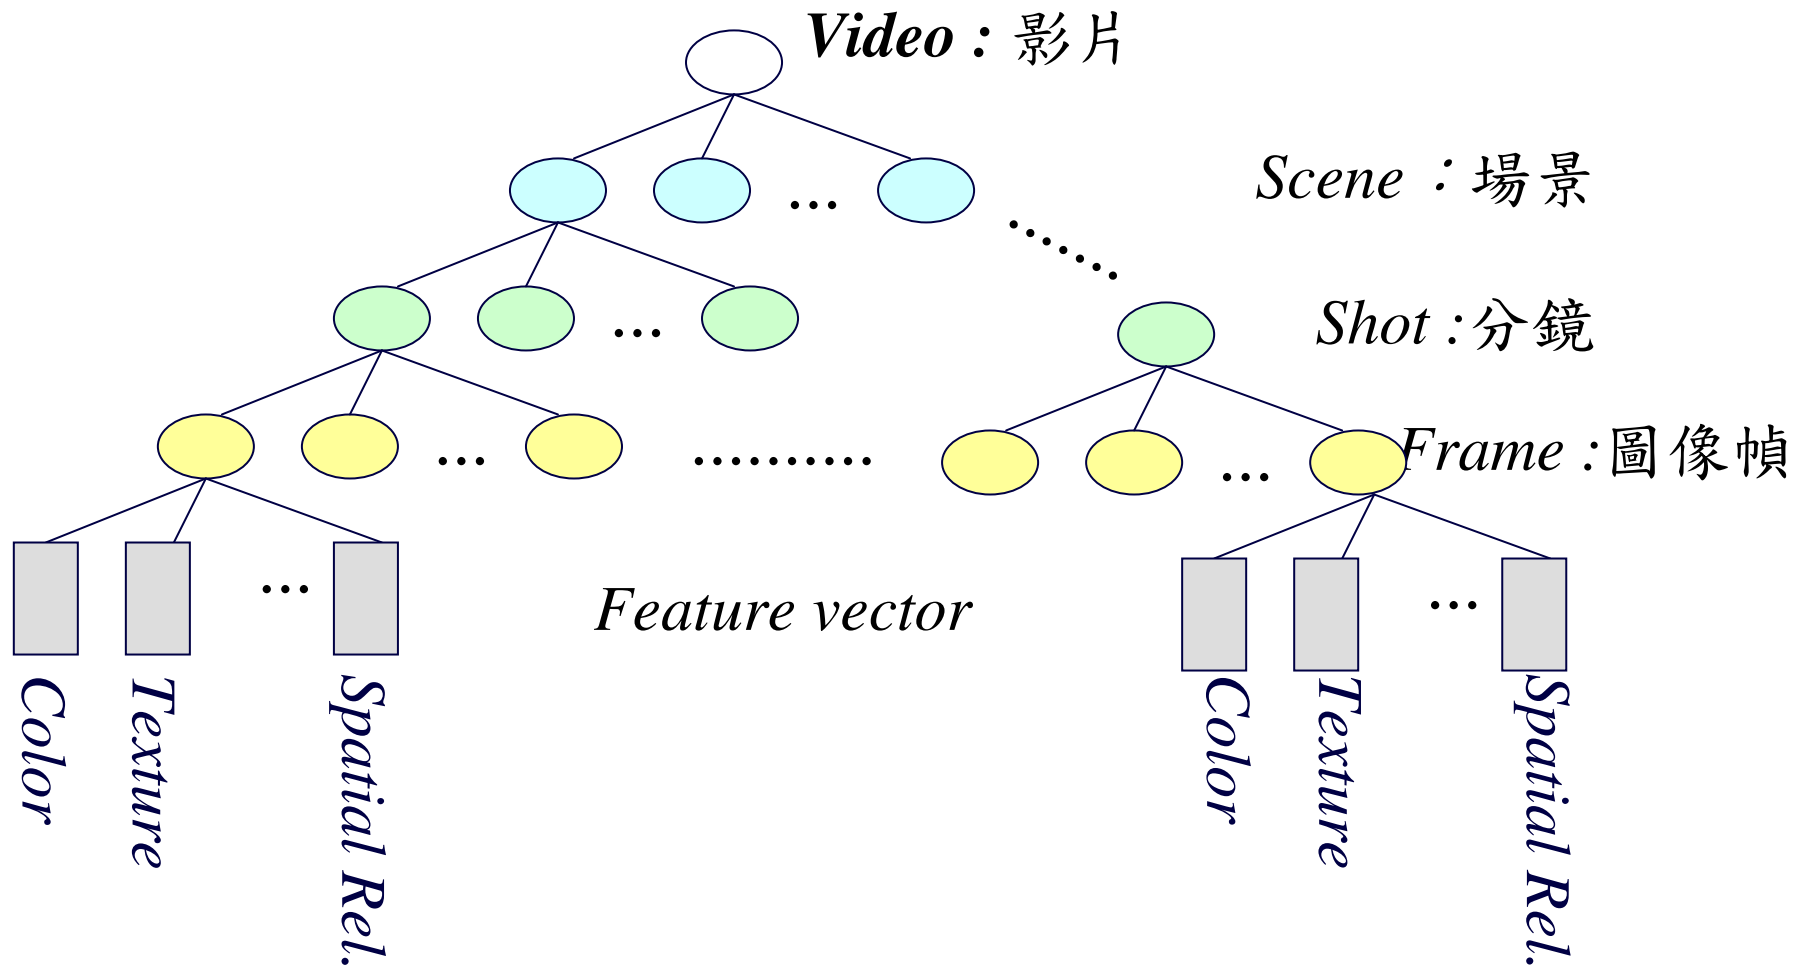 Video : 影片
...
Scene：場景
.......
...
Shot :分鏡
...
..........
...
Frame :圖像幀
...
Feature vector
...
Color
Texture
Spatial Rel.
Color
Texture
Spatial Rel.